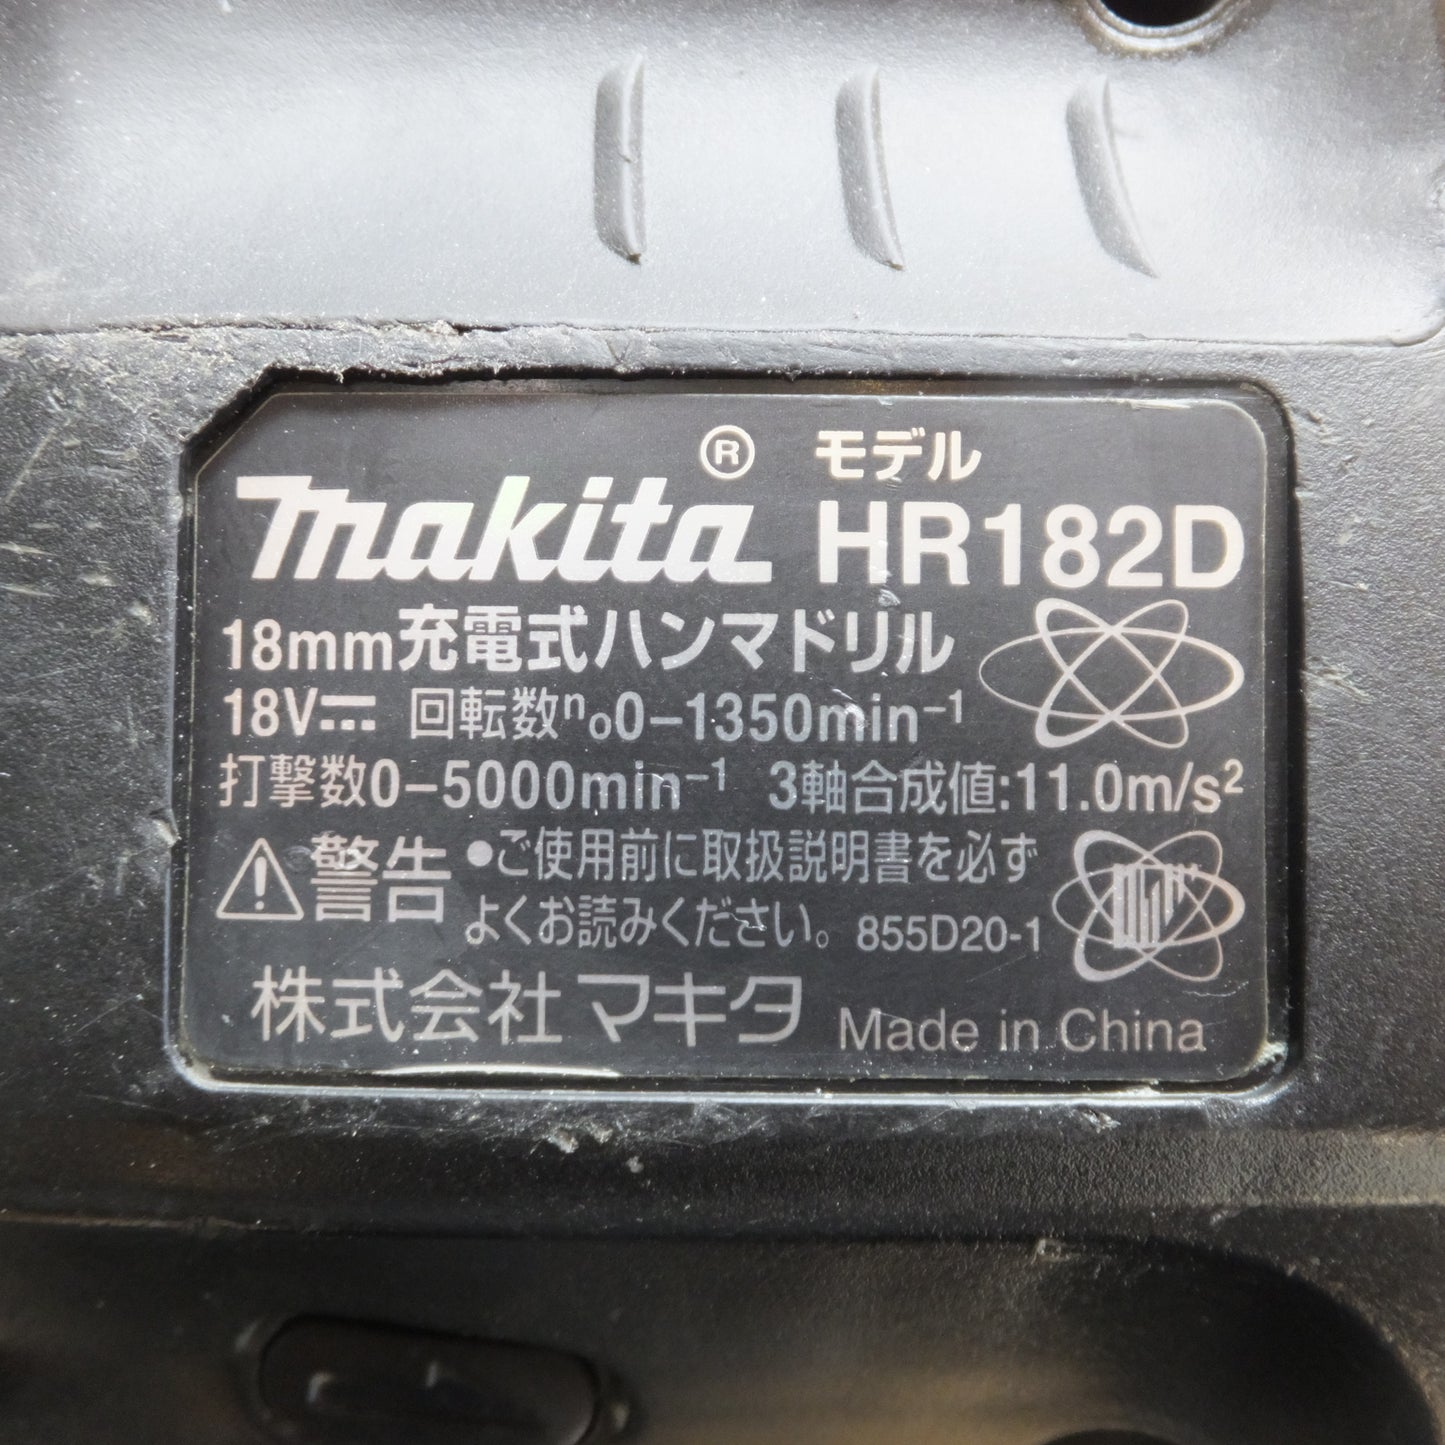 makita® モデル HR182D
18mm充電式ハンマドリル
18V⎓ 回転数n₀0-1350min⁻¹
打撃数0-5000min⁻¹ 3軸合成値:11.0m/s²
⚠警告 ●ご使用前に取扱説明書を必ず
よくお読みください。 855D20-1
株式会社マキタ Made in China